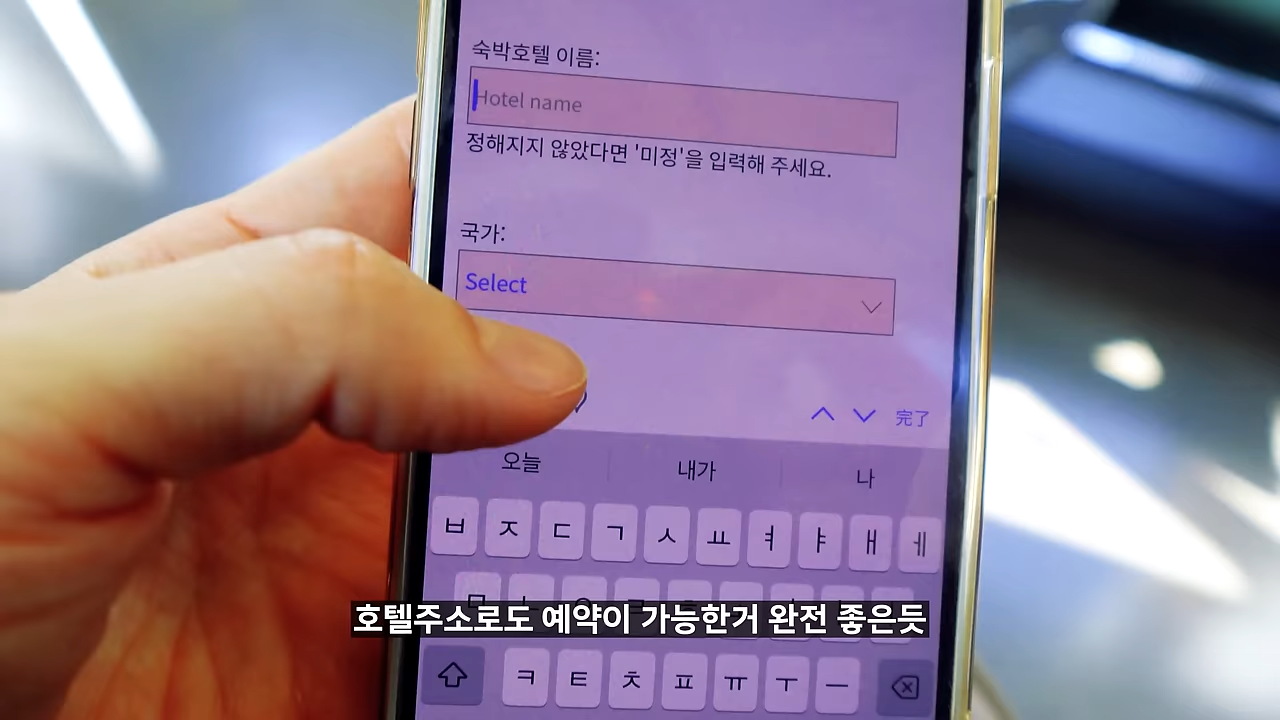 숙박호텔 이름:
Hotel name
정해지지 않았다면 '미정'을 입력해 주세요.
국가:
Select
完了
오늘 내가 나
ㅂ ㅈ ㄷ ㄱ ㅅ ㅛ ㅕ ㅑ ㅐ ㅔ
호텔주소로도 예약이 가능한거 완전 좋은듯
ㅋ ㅌ ㅊ ㅍ ㅠ ㅜ ㅡ